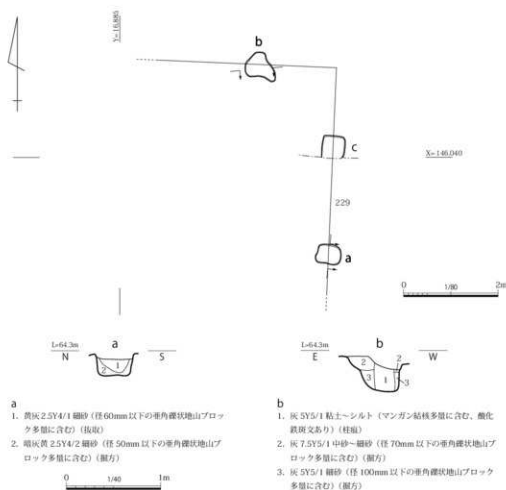 Y=16,885
b
c
X=-146,040
229
a
0 1/80 2m
L=64.3m
a
N S
L=64.3m
b
2
E W
2 1
3 1 3
a
1. 黄灰 2.5Y4/1 細砂（径 60mm 以下の亜角礫状地山ブロッ
ク多量に含む）（抜取）
2. 暗灰黄 2.5Y4/2 細砂（径 50mm 以下の亜角礫状地山ブ
ロック多量に含む）（掘方）
0 1/40 1m
b
1. 灰 5Y5/1 粘土～シルト（マンガン結核多量に含む、酸化
鉄斑文あり）（柱痕）
2. 灰 7.5Y5/1 中砂～細砂（径 70mm 以下の亜角礫状地山ブ
ロック多量に含む）（掘方）
3. 灰 5Y5/1 細砂（径 100mm 以下の亜角礫状地山ブロック
多量に含む）（掘方）